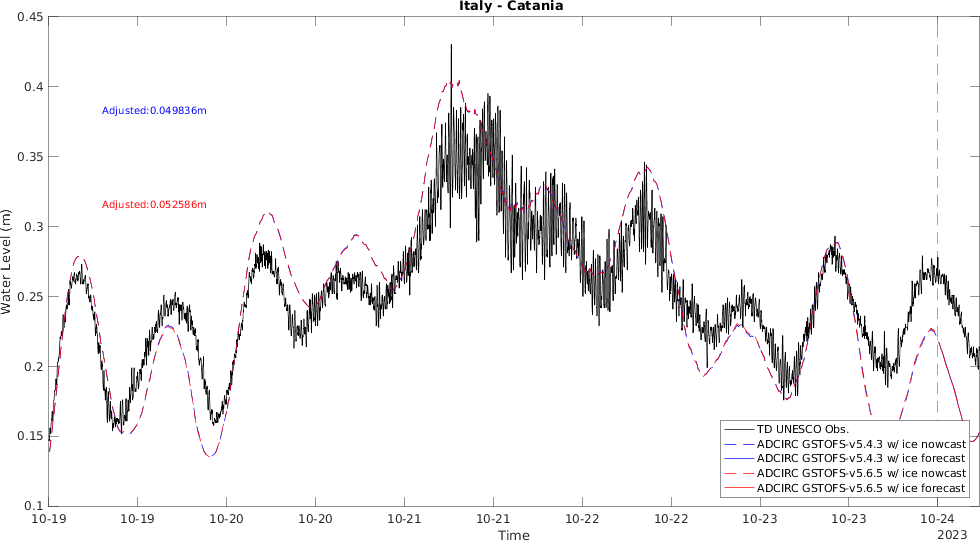 Italy - Catania
0.45
0.4
0.35
0.3
0.25
0.2
0.15
0.1
Water Level (m)
Adjusted:0.049836m
Adjusted:0.052586m
TD UNESCO Obs.
ADCIRC GSTOFS-v5.4.3 w/ ice nowcast
ADCIRC GSTOFS-v5.4.3 w/ ice forecast
ADCIRC GSTOFS-v5.6.5 w/ ice nowcast
ADCIRC GSTOFS-v5.6.5 w/ ice forecast
10-19 10-19 10-20 10-20 10-21 10-21 10-22 10-22 10-23 10-23 10-24
Time
2023